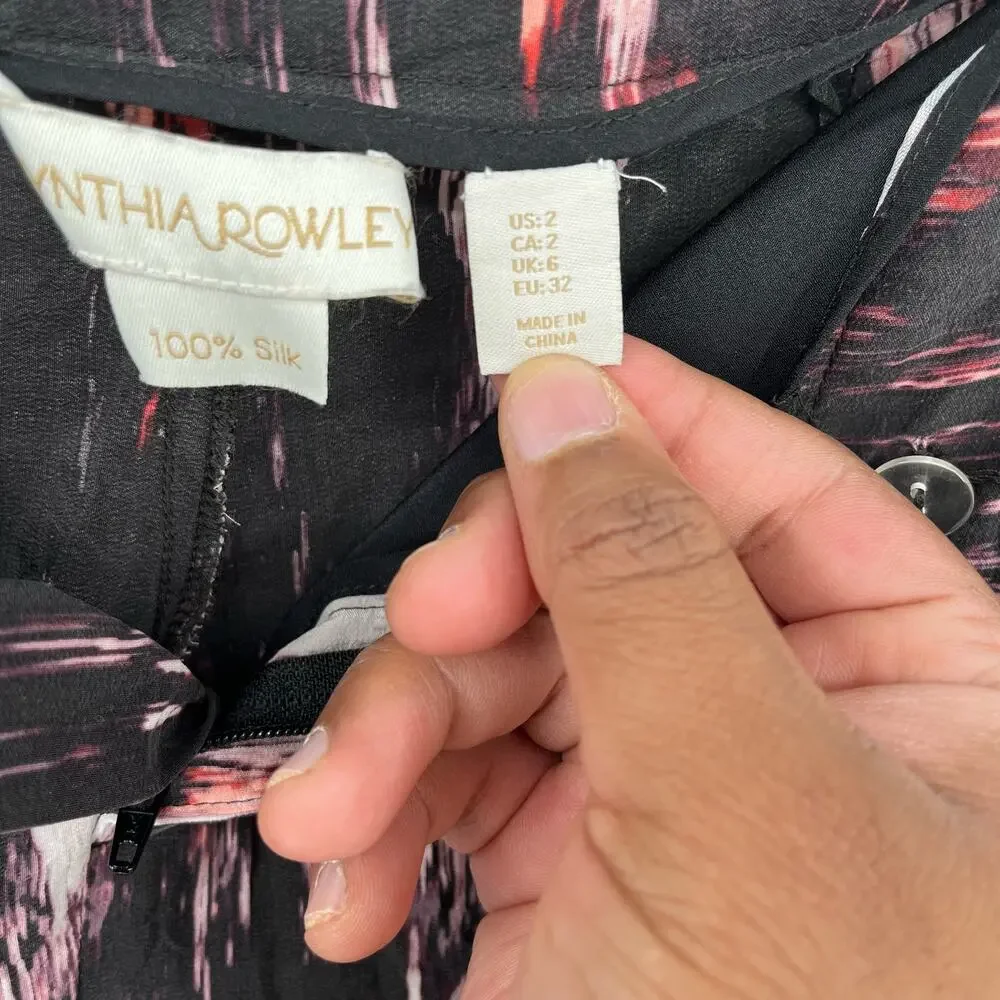 YNTHIA ROWLEY
100% Silk
US: 2
CA: 2
UK: 6
EU: 32
MADE IN
CHINA